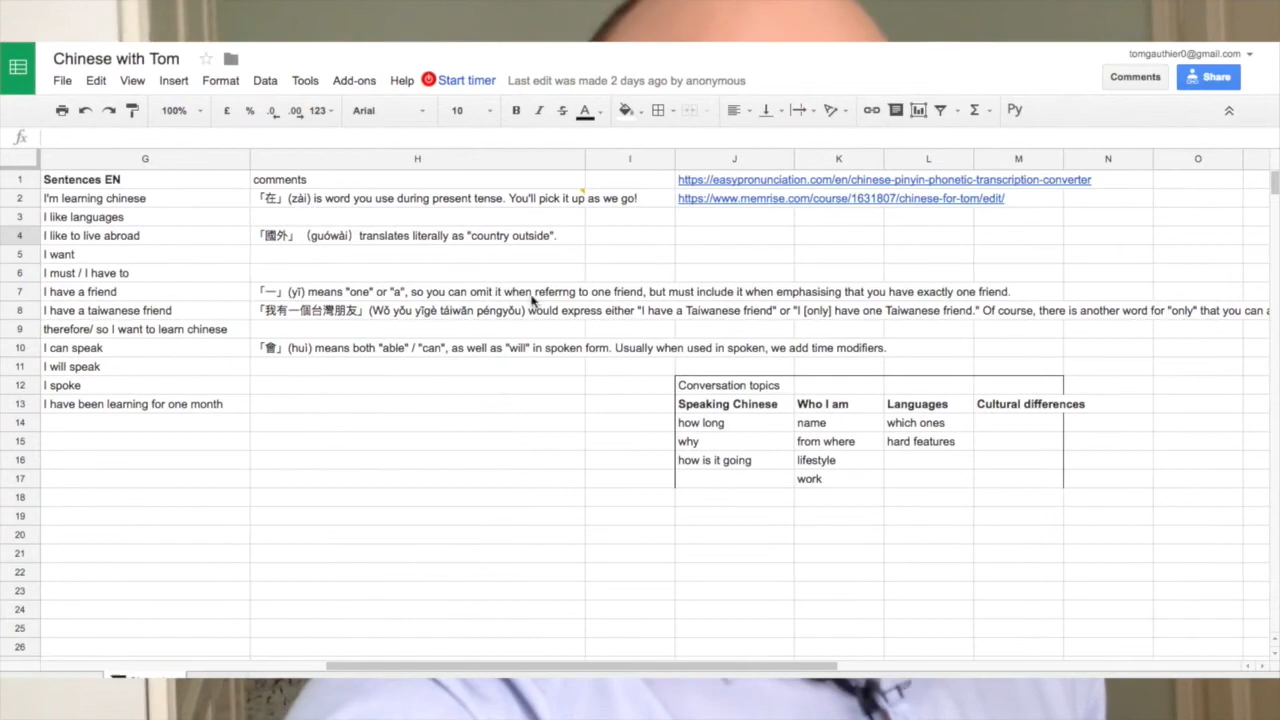 Chinese with Tom
tomgauthier0@gmail.com
File Edit View Insert Format Data Tools Add-ons Help Start timer Last edit was made 2 days ago by anonymous
Comments Share
100% £ % .0 .00 123 Arial 10 B I S A Σ Py
fx
G H I J K L M N O
1 Sentences EN comments https://easypronunciation.com/en/chinese-pinyin-phonetic-transcription-converter
2 I'm learning chinese 「在」(zài) is word you use during present tense. You'll pick it up as we go! https://www.memrise.com/course/1631807/chinese-for-tom/edit/
3 I like languages
4 I like to live abroad 「國外」 (guówài) translates literally as "country outside".
5 I want
6 I must / I have to
7 I have a friend 「一」(yī) means "one" or "a", so you can omit it when referrng to one friend, but must include it when emphasising that you have exactly one friend.
8 I have a taiwanese friend 「我有一個台灣朋友」(Wǒ yǒu yīgè táiwān péngyǒu) would express either "I have a Taiwanese friend" or "I [only] have one Taiwanese friend." Of course, there is another word for "only" that you can a
9 therefore/ so I want to learn chinese
10 I can speak 「會」(huì) means both "able" / "can", as well as "will" in spoken form. Usually when used in spoken, we add time modifiers.
11 I will speak
12 I spoke Conversation topics
13 I have been learning for one month Speaking Chinese Who I am Languages Cultural differences
14 how long name which ones
15 why from where hard features
16 how is it going lifestyle
17 work
18
19
20
21
22
23
24
25
26